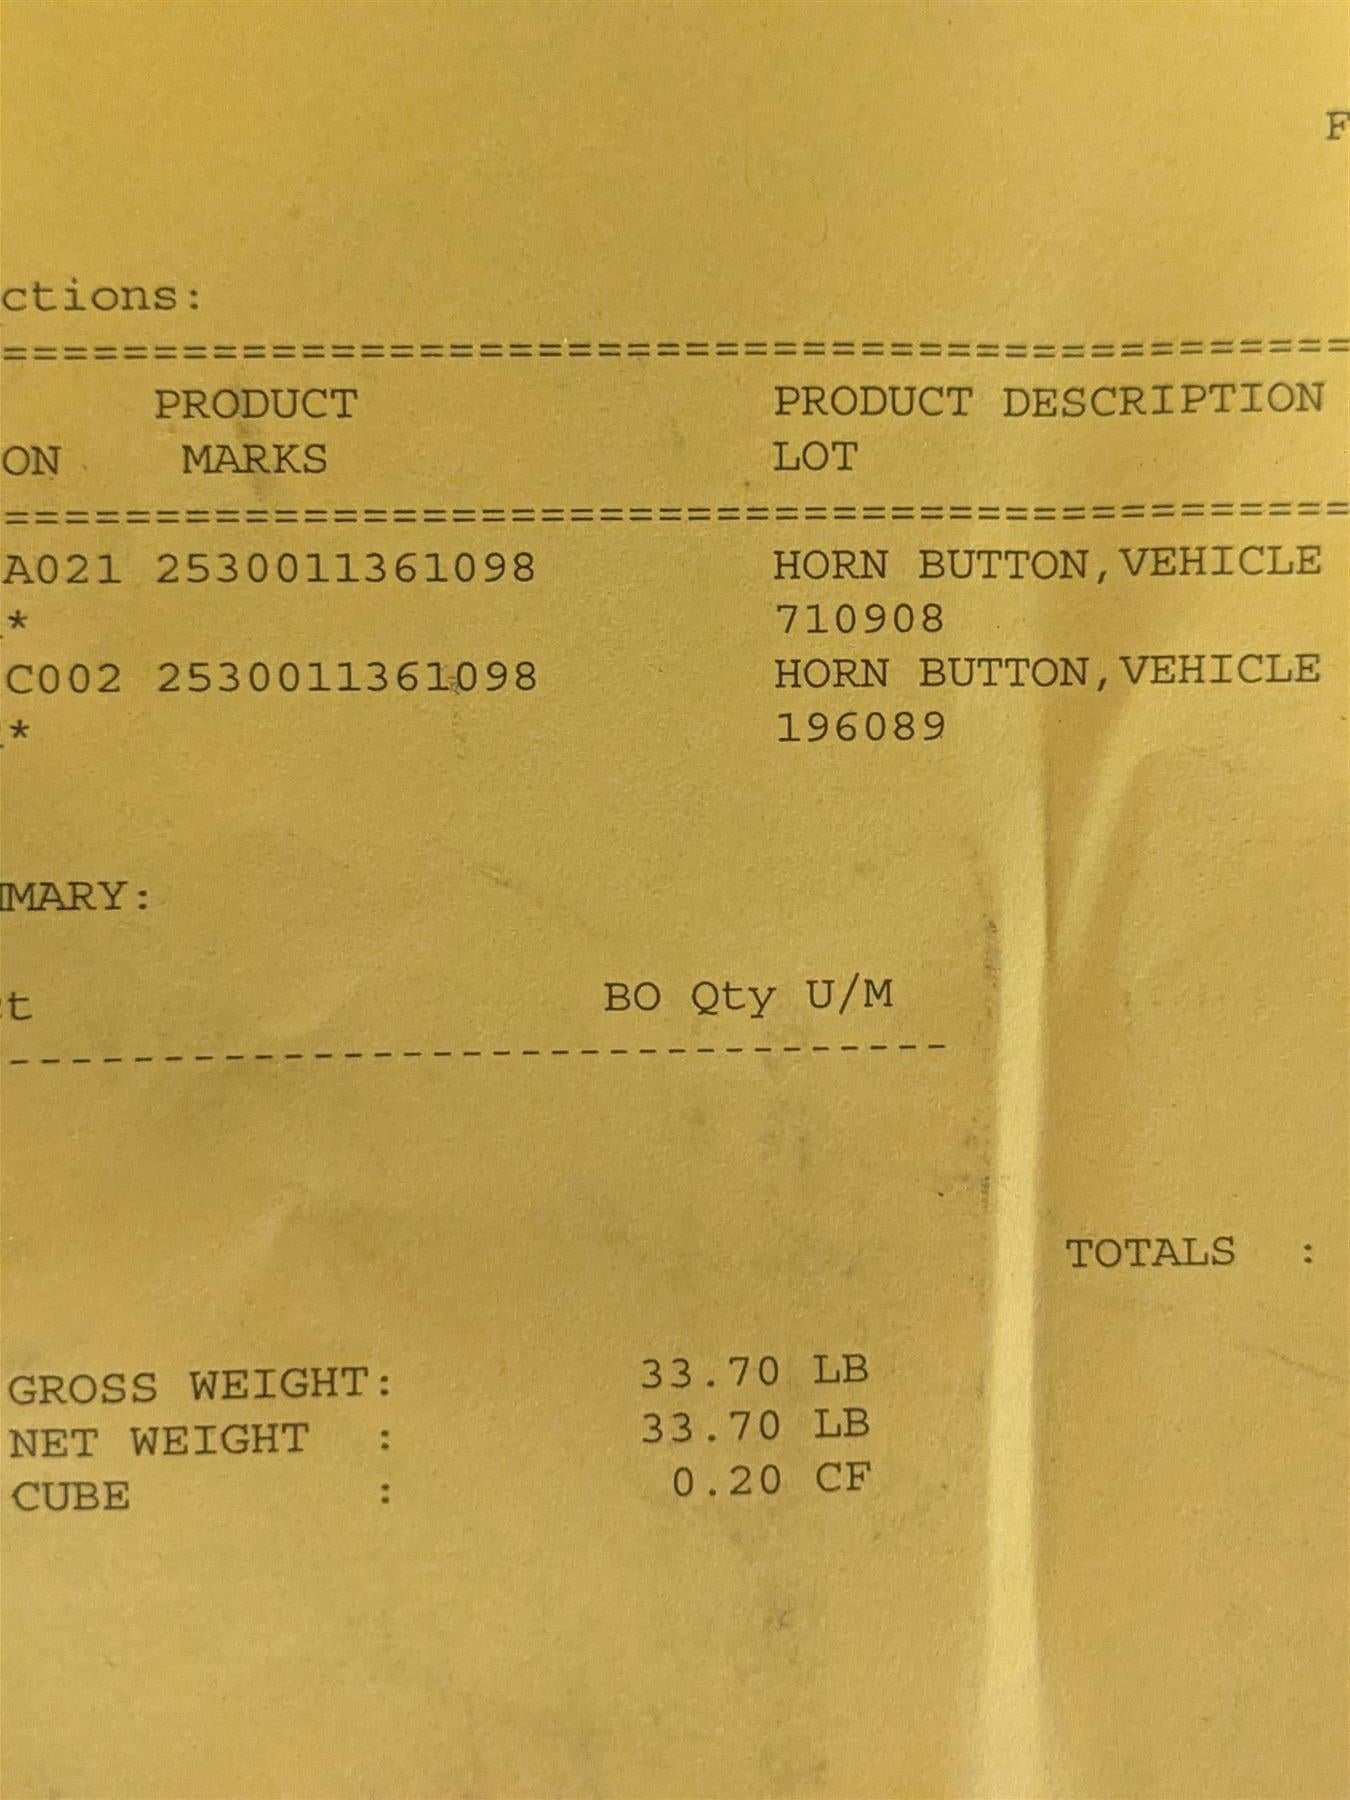 F
ctions:
==============================================
PRODUCT PRODUCT DESCRIPTION
ON MARKS LOT
==============================================
A021 2530011361098 HORN BUTTON,VEHICLE
* 710908
C002 2530011361098 HORN BUTTON,VEHICLE
* 196089
MARY:
t BO Qty U/M
--------------------------------
TOTALS :
GROSS WEIGHT: 33.70 LB
NET WEIGHT : 33.70 LB
CUBE : 0.20 CF